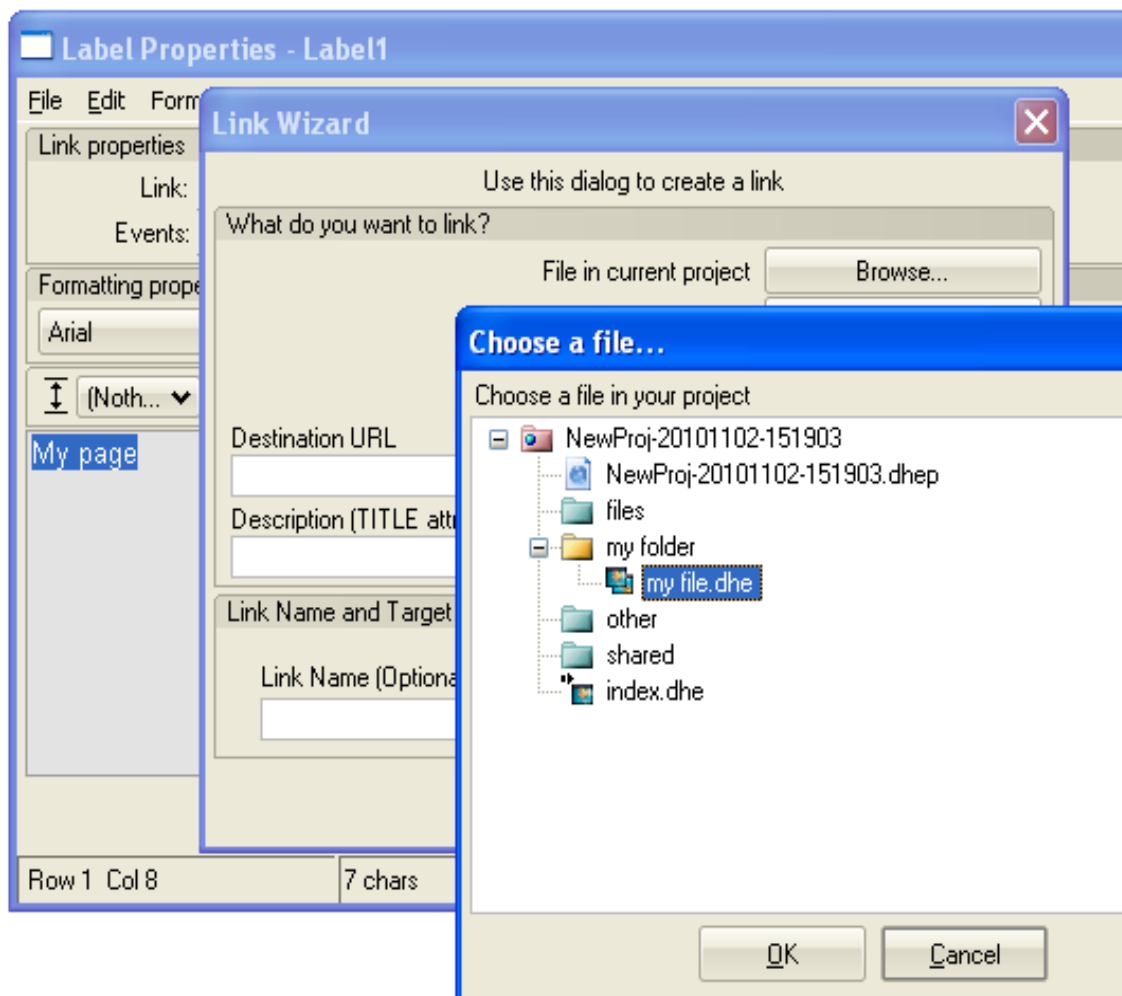 Label Properties - Label1
File Edit Form
Link Wizard
Link properties
Use this dialog to create a link
Link:
What do you want to link?
Events:
File in current project Browse...
Formatting prope
Arial
Choose a file...
Choose a file in your project
(Noth...
NewProj-20101102-151903
Destination URL
My page
NewProj-20101102-151903.dhep
files
Description (TITLE att
my folder
my file.dhe
Link Name and Target
other
shared
Link Name (Optiona
index.dhe
Row 1 Col 8
7 chars
OK Cancel